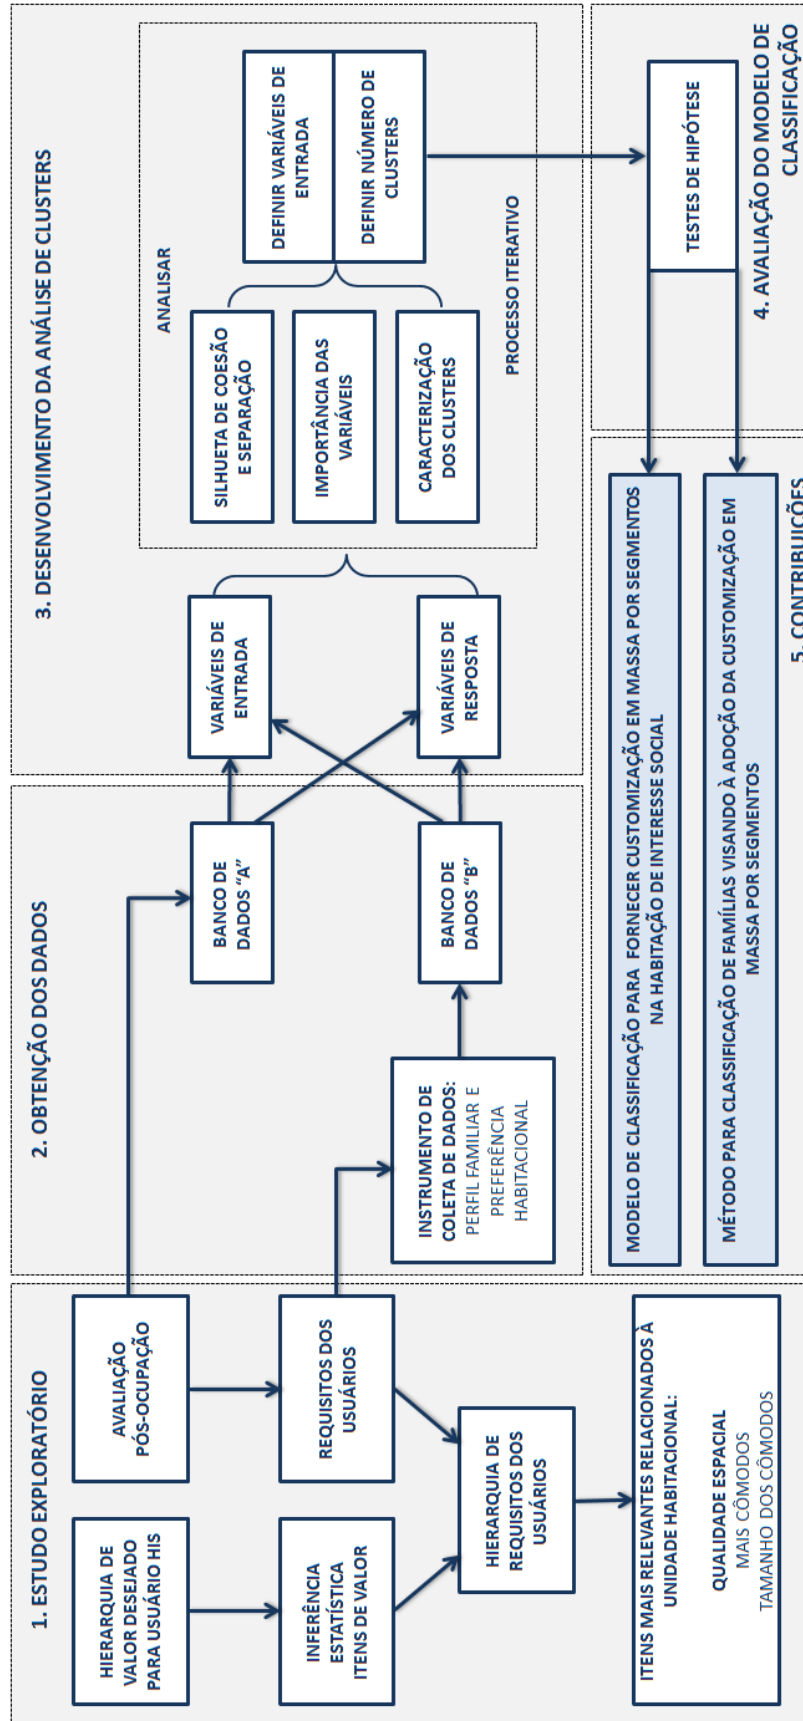 1. ESTUDO EXPLORATÓRIO
HIERARQUIA DE
VALOR DESEJADO
PARA USUÁRIO HIS
AVALIAÇÃO
PÓS-OCUPAÇÃO
INFERÊNCIA
ESTATÍSTICA
ITENS DE VALOR
REQUISITOS DOS
USUÁRIOS
HIERARQUIA DE
REQUISITOS DOS
USUÁRIOS
ITENS MAIS RELEVANTES RELACIONADOS À
UNIDADE HABITACIONAL:
QUALIDADE ESPACIAL
MAIS CÔMODOS
TAMANHO DOS CÔMODOS
2. OBTENÇÃO DOS DADOS
BANCO DE
DADOS "A"
INSTRUMENTO DE
COLETA DE DADOS:
PERFIL FAMILIAR E
PREFERÊNCIA
HABITACIONAL
BANCO DE
DADOS "B"
3. DESENVOLVIMENTO DA ANÁLISE DE CLUSTERS
VARIÁVEIS DE
ENTRADA
VARIÁVEIS DE
RESPOSTA
ANALISAR
SILHUETA DE COESÃO
E SEPARAÇÃO
IMPORTÂNCIA DAS
VARIÁVEIS
CARACTERIZAÇÃO
DOS CLUSTERS
DEFINIR VARIÁVEIS DE
ENTRADA
DEFINIR NÚMERO DE
CLUSTERS
PROCESSO ITERATIVO
TESTES DE HIPÓTESE
4. AVALIAÇÃO DO MODELO DE
CLASSIFICAÇÃO
MODELO DE CLASSIFICAÇÃO PARA FORNECER CUSTOMIZAÇÃO EM MASSA POR SEGMENTOS
NA HABITAÇÃO DE INTERESSE SOCIAL
MÉTODO PARA CLASSIFICAÇÃO DE FAMÍLIAS VISANDO À ADOÇÃO DA CUSTOMIZAÇÃO EM
MASSA POR SEGMENTOS
5. CONTRIBUIÇÕES